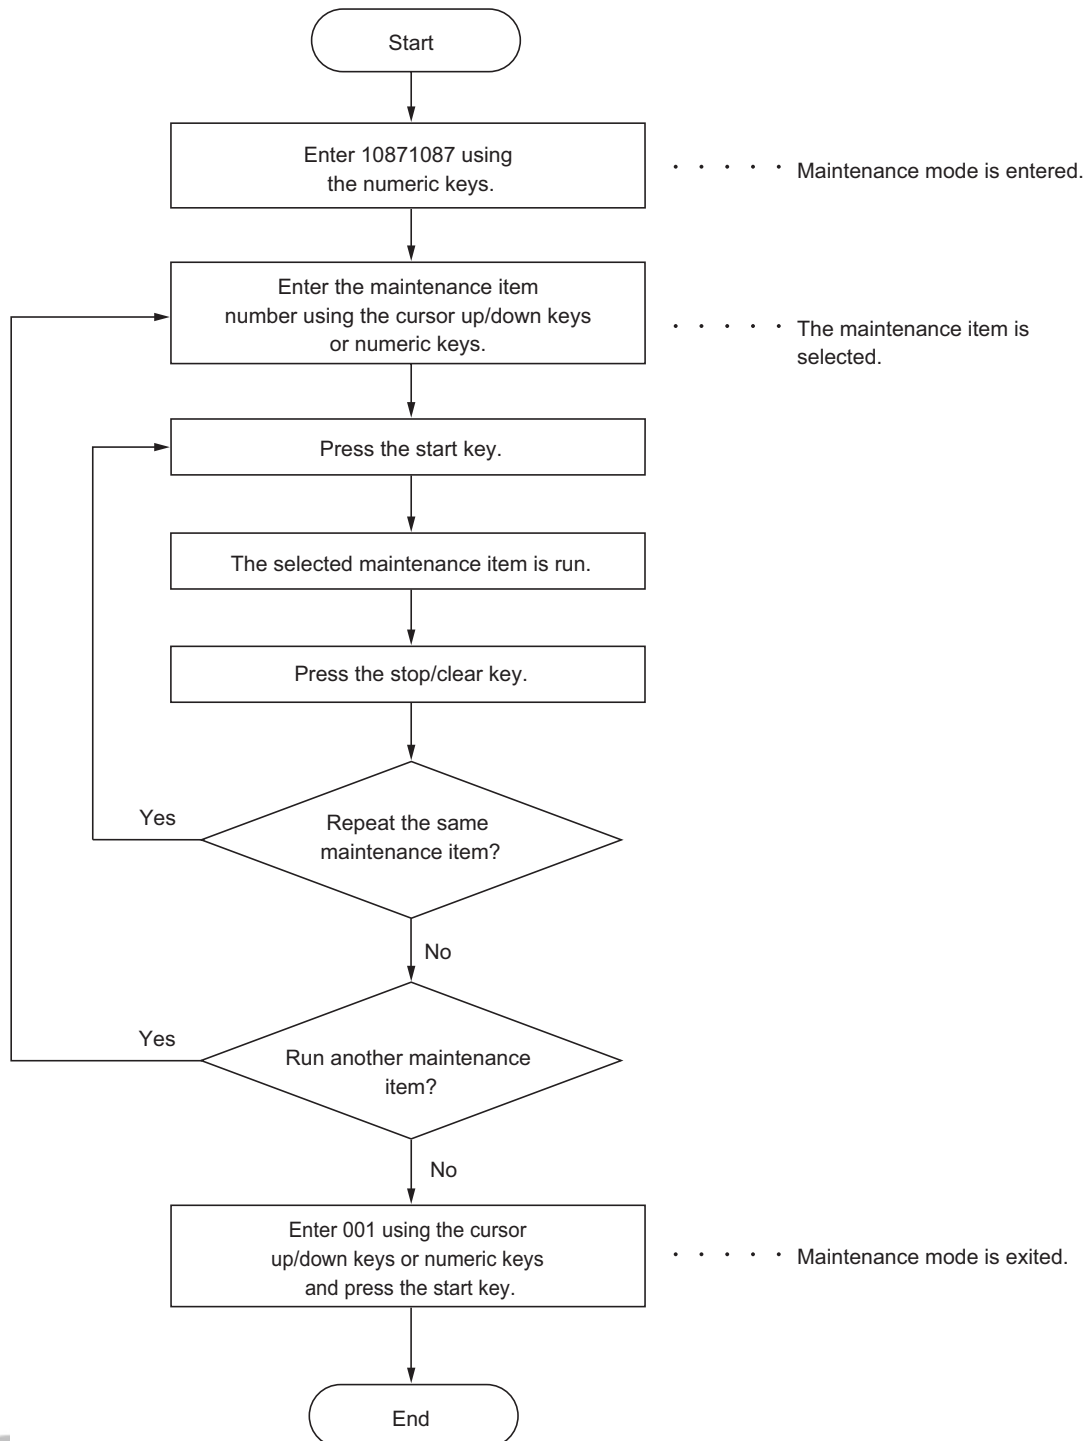 Start
Enter 10871087 using
the numeric keys.
· · · · · Maintenance mode is entered.
Enter the maintenance item
number using the cursor up/down keys
or numeric keys.
· · · · · The maintenance item is
selected.
Press the start key.
The selected maintenance item is run.
Press the stop/clear key.
Yes
Repeat the same
maintenance item?
No
Yes
Run another maintenance
item?
No
Enter 001 using the cursor
up/down keys or numeric keys
and press the start key.
· · · · · Maintenance mode is exited.
End